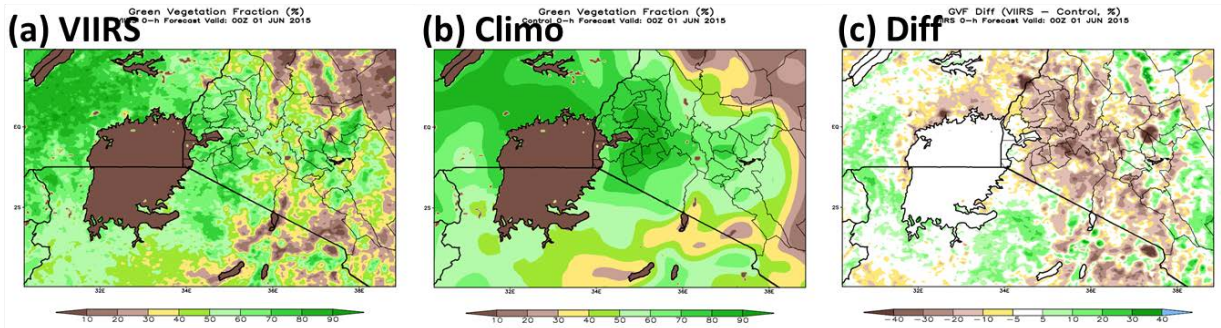 Green Vegetation Fraction (%)
VIIRS 0-h Forecast Valid: 00Z 01 JUN 2015
(a) VIIRS
EQ
2S
32E 34E 36E 38E
10 20 30 40 50 60 70 80 90
Green Vegetation Fraction (%)
Control 0-h Forecast Valid: 00Z 01 JUN 2015
(b) Climo
EQ
2S
32E 34E 36E 38E
10 20 30 40 50 60 70 80 90
GVF Diff (VIIRS - Control, %)
VIIRS 0-h Forecast Valid: 00Z 01 JUN 2015
(c) Diff
EQ
2S
32E 34E 36E 38E
-40 -30 -20 -10 -5 5 10 20 30 40